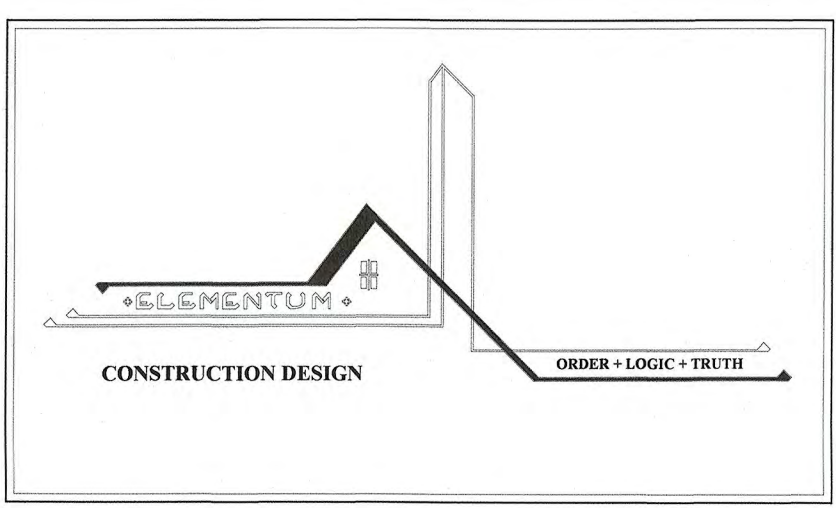 +ELEMENTUM+
ORDER + LOGIC + TRUTH
CONSTRUCTION DESIGN